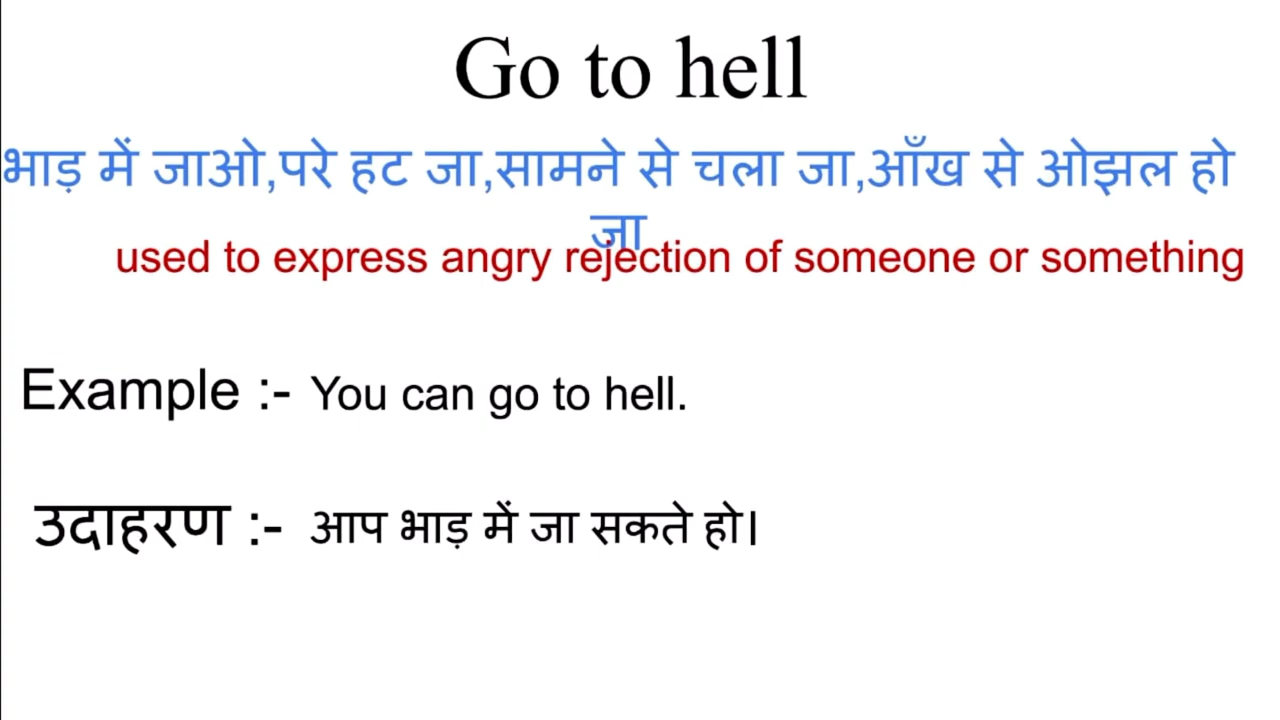 Go to hell
भाड़ में जाओ,परे हट जा,सामने से चला जा,आँख से ओझल हो
जा
used to express angry rejection of someone or something
Example :- You can go to hell.
उदाहरण :- आप भाड़ में जा सकते हो।